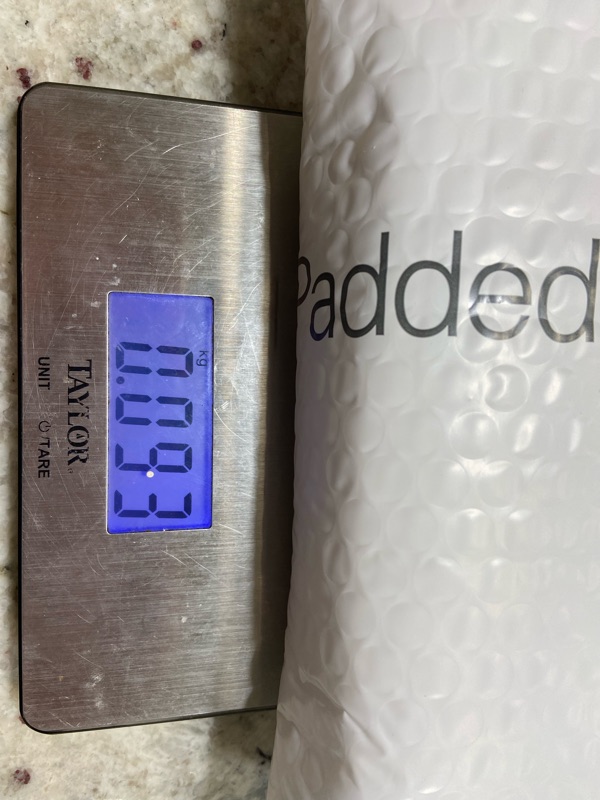 Padded
kg
0.093
TAYLOR
UNIT ⏻/TARE